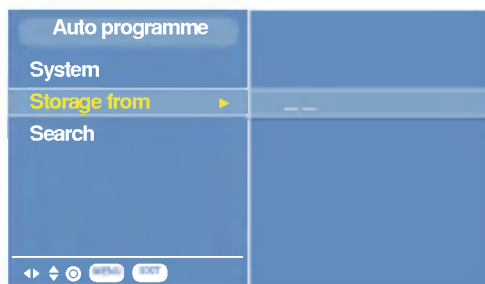 Auto programme
System
Storage from ► _ _
Search
MENU EXIT